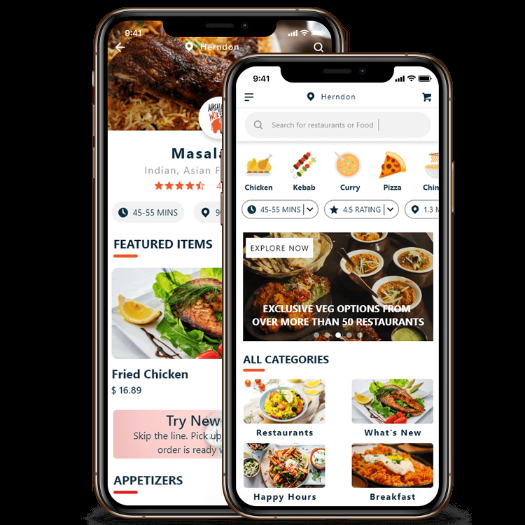 9:41
Herndon
Masala
Indian, Asian F
4
45-55 MINS
9
FEATURED ITEMS
Fried Chicken
$ 16.89
Try New
Skip the line. Pick up
order is ready
APPETIZERS
9:41
Herndon
Search for restaurants or Food
Chicken
Kebab
Curry
Pizza
Chin
45-55 MINS
4.5 RATING
1.3 M
EXPLORE NOW
EXCLUSIVE VEG OPTIONS FROM
OVER MORE THAN 50 RESTAURANTS
ALL CATEGORIES
Restaurants
What's New
Happy Hours
Breakfast